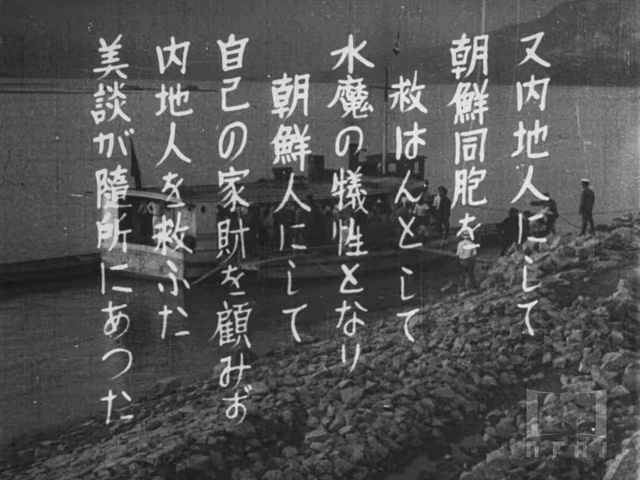 又内地人にして
朝鮮同胞を
救はんとして
水魔の犠牲となり
朝鮮人にして
自己の家財を顧みず
内地人を救ふた
美談が随所にあつた